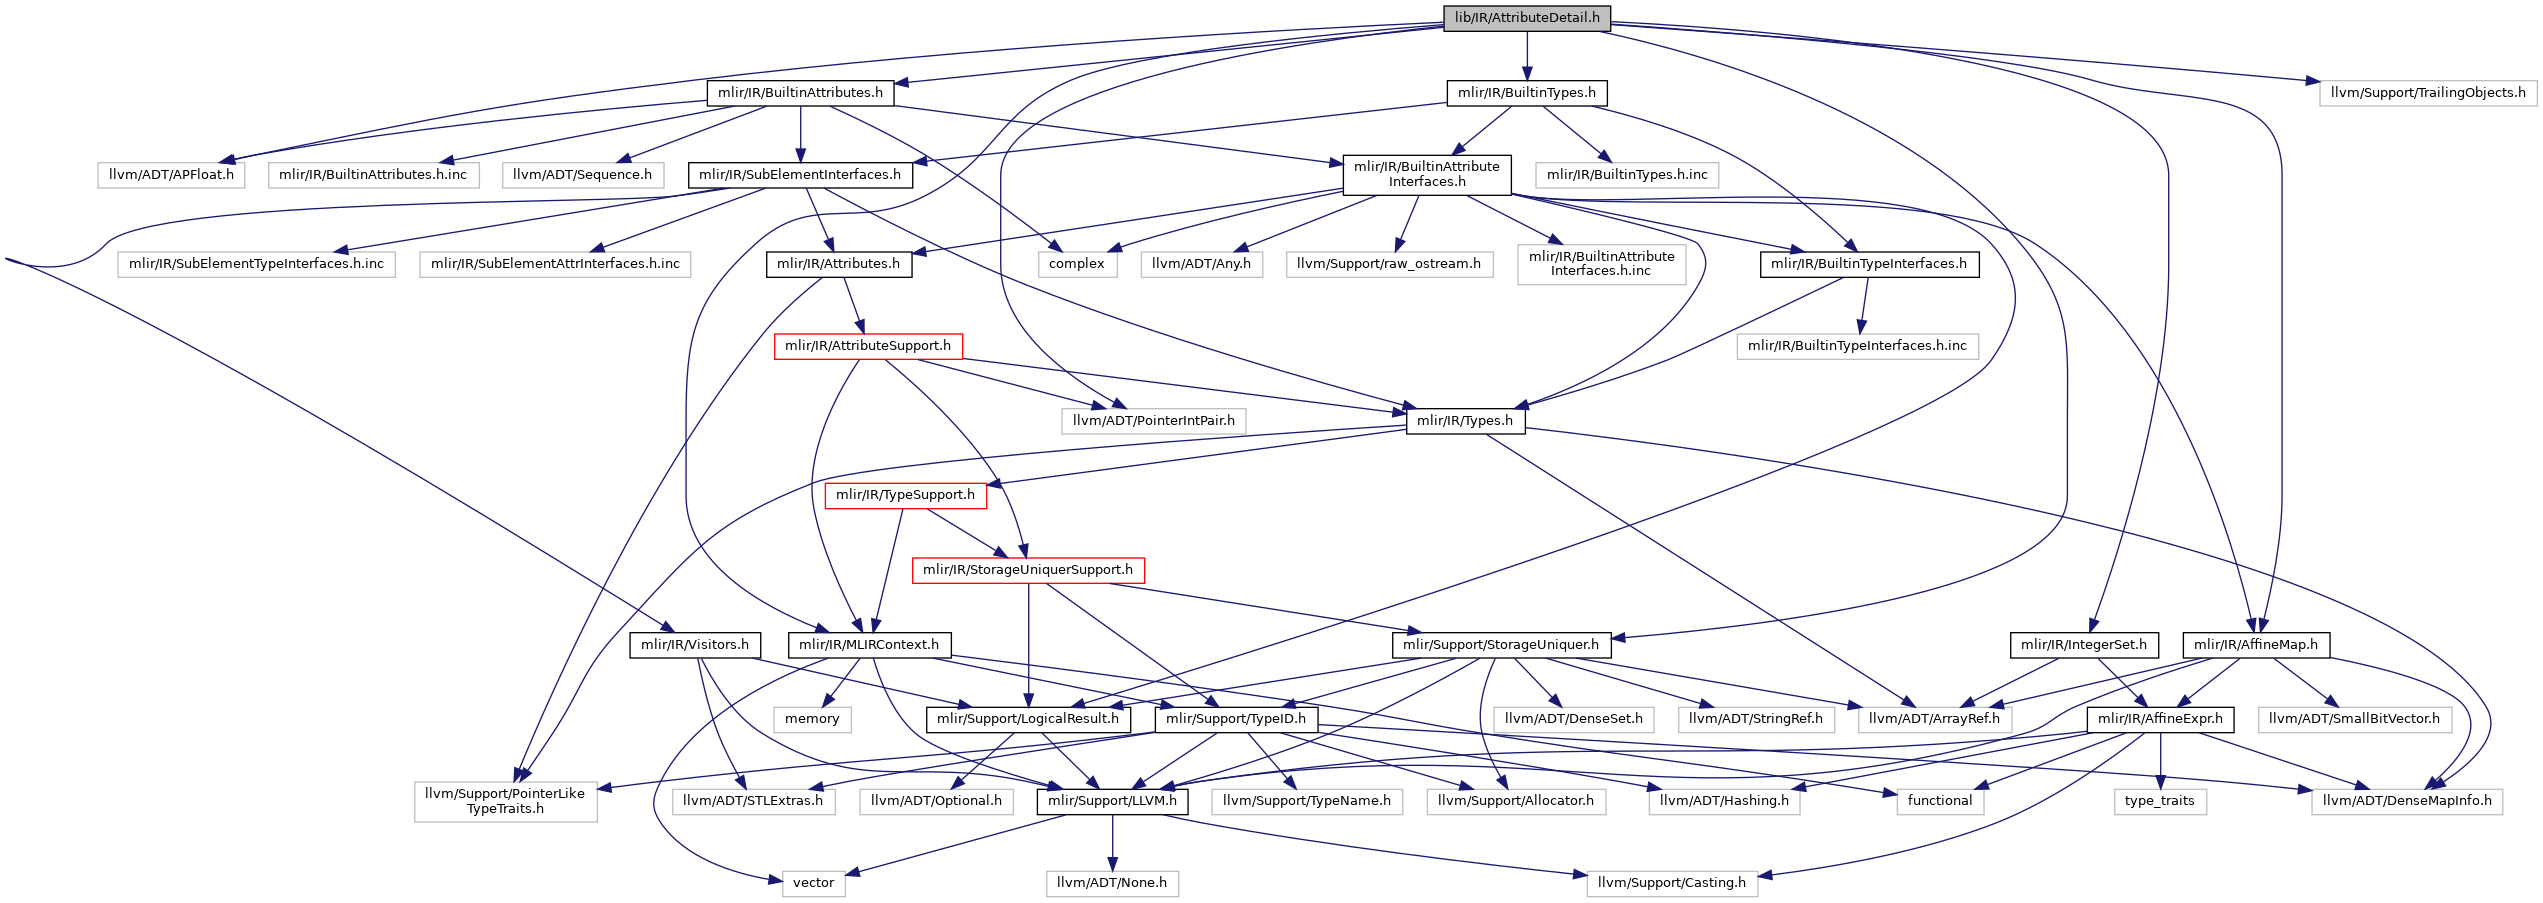 lib/IR/AttributeDetail.h
mlir/IR/BuiltinAttributes.h
mlir/IR/BuiltinTypes.h
llvm/Support/TrailingObjects.h
llvm/ADT/APFloat.h
mlir/IR/BuiltinAttributes.h.inc
llvm/ADT/Sequence.h
mlir/IR/SubElementInterfaces.h
mlir/IR/BuiltinAttribute
Interfaces.h
mlir/IR/BuiltinTypes.h.inc
mlir/IR/SubElementTypeInterfaces.h.inc
mlir/IR/SubElementAttrInterfaces.h.inc
mlir/IR/Attributes.h
complex
llvm/ADT/Any.h
llvm/Support/raw_ostream.h
mlir/IR/BuiltinAttribute
Interfaces.h.inc
mlir/IR/BuiltinTypeInterfaces.h
mlir/IR/AttributeSupport.h
mlir/IR/BuiltinTypeInterfaces.h.inc
llvm/ADT/PointerIntPair.h
mlir/IR/Types.h
mlir/IR/TypeSupport.h
mlir/IR/StorageUniquerSupport.h
mlir/IR/Visitors.h
mlir/IR/MLIRContext.h
mlir/Support/StorageUniquer.h
mlir/IR/IntegerSet.h
mlir/IR/AffineMap.h
memory
mlir/Support/LogicalResult.h
mlir/Support/TypeID.h
llvm/ADT/DenseSet.h
llvm/ADT/StringRef.h
llvm/ADT/ArrayRef.h
mlir/IR/AffineExpr.h
llvm/ADT/SmallBitVector.h
llvm/Support/PointerLike
TypeTraits.h
llvm/ADT/STLExtras.h
llvm/ADT/Optional.h
mlir/Support/LLVM.h
llvm/Support/TypeName.h
llvm/Support/Allocator.h
llvm/ADT/Hashing.h
functional
type_traits
llvm/ADT/DenseMapInfo.h
vector
llvm/ADT/None.h
llvm/Support/Casting.h